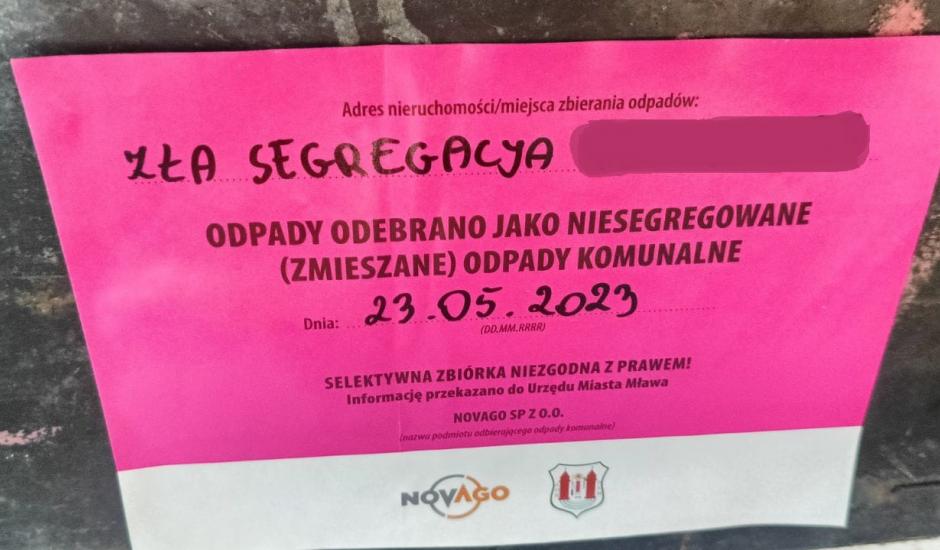 Adres nieruchomości/miejsca zbierania odpadów:
ZŁA SEGREGACJA
ODPADY ODEBRANO JAKO NIESEGREGOWANE
(ZMIESZANE) ODPADY KOMUNALNE
Dnia: 23.05.2023
(DD.MM.RRRR)
SELEKTYWNA ZBIÓRKA NIEZGODNA Z PRAWEM!
Informację przekazano do Urzędu Miasta Mława
NOVAGO SP Z O.O.
(nazwa podmiotu odbierającego odpady komunalne)
NOVAGO